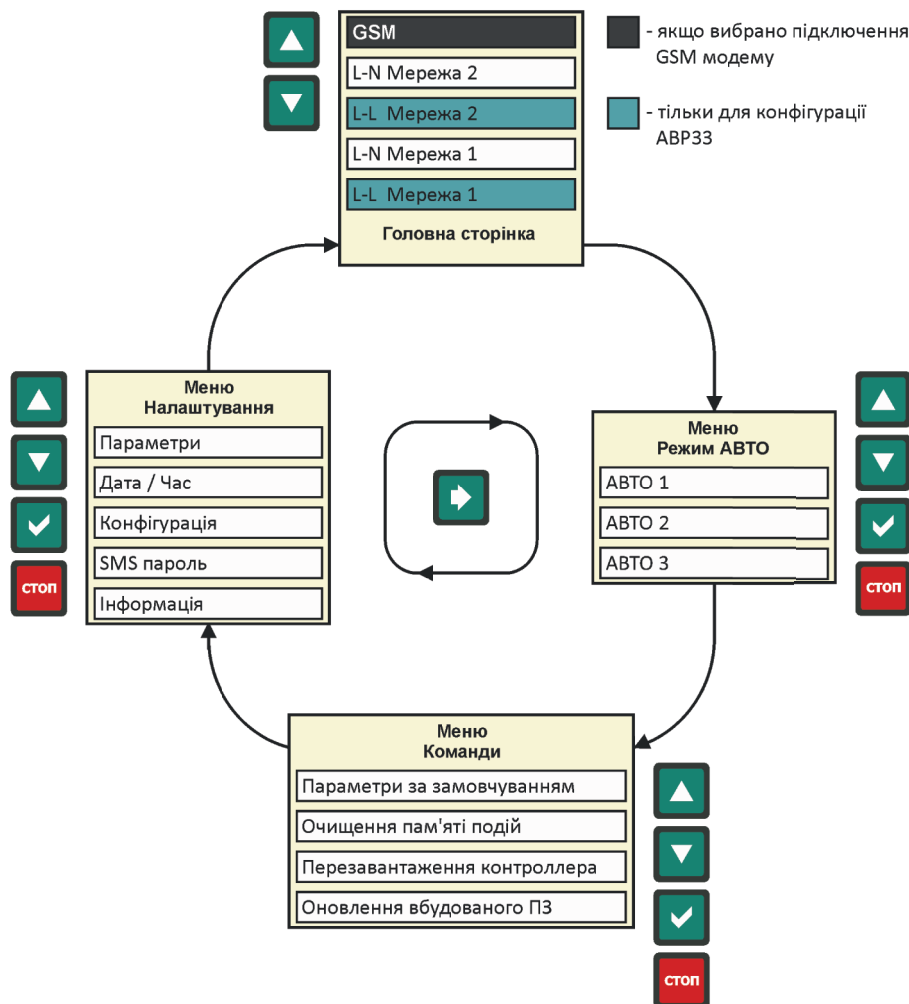 GSM
L-N Мережа 2
L-L Мережа 2
L-N Мережа 1
L-L Мережа 1
Головна сторінка
- якщо вибрано підключення
GSM модему
- тільки для конфігурації
АВР33
Меню
Налаштування
Параметри
Дата / Час
Конфігурація
SMS пароль
Інформація
СТОП
Меню
Режим АВТО
АВТО 1
АВТО 2
АВТО 3
СТОП
Меню
Команди
Параметри за замовчуванням
Очищення пам'яті подій
Перезавантаження контроллера
Оновлення вбудованого ПЗ
СТОП